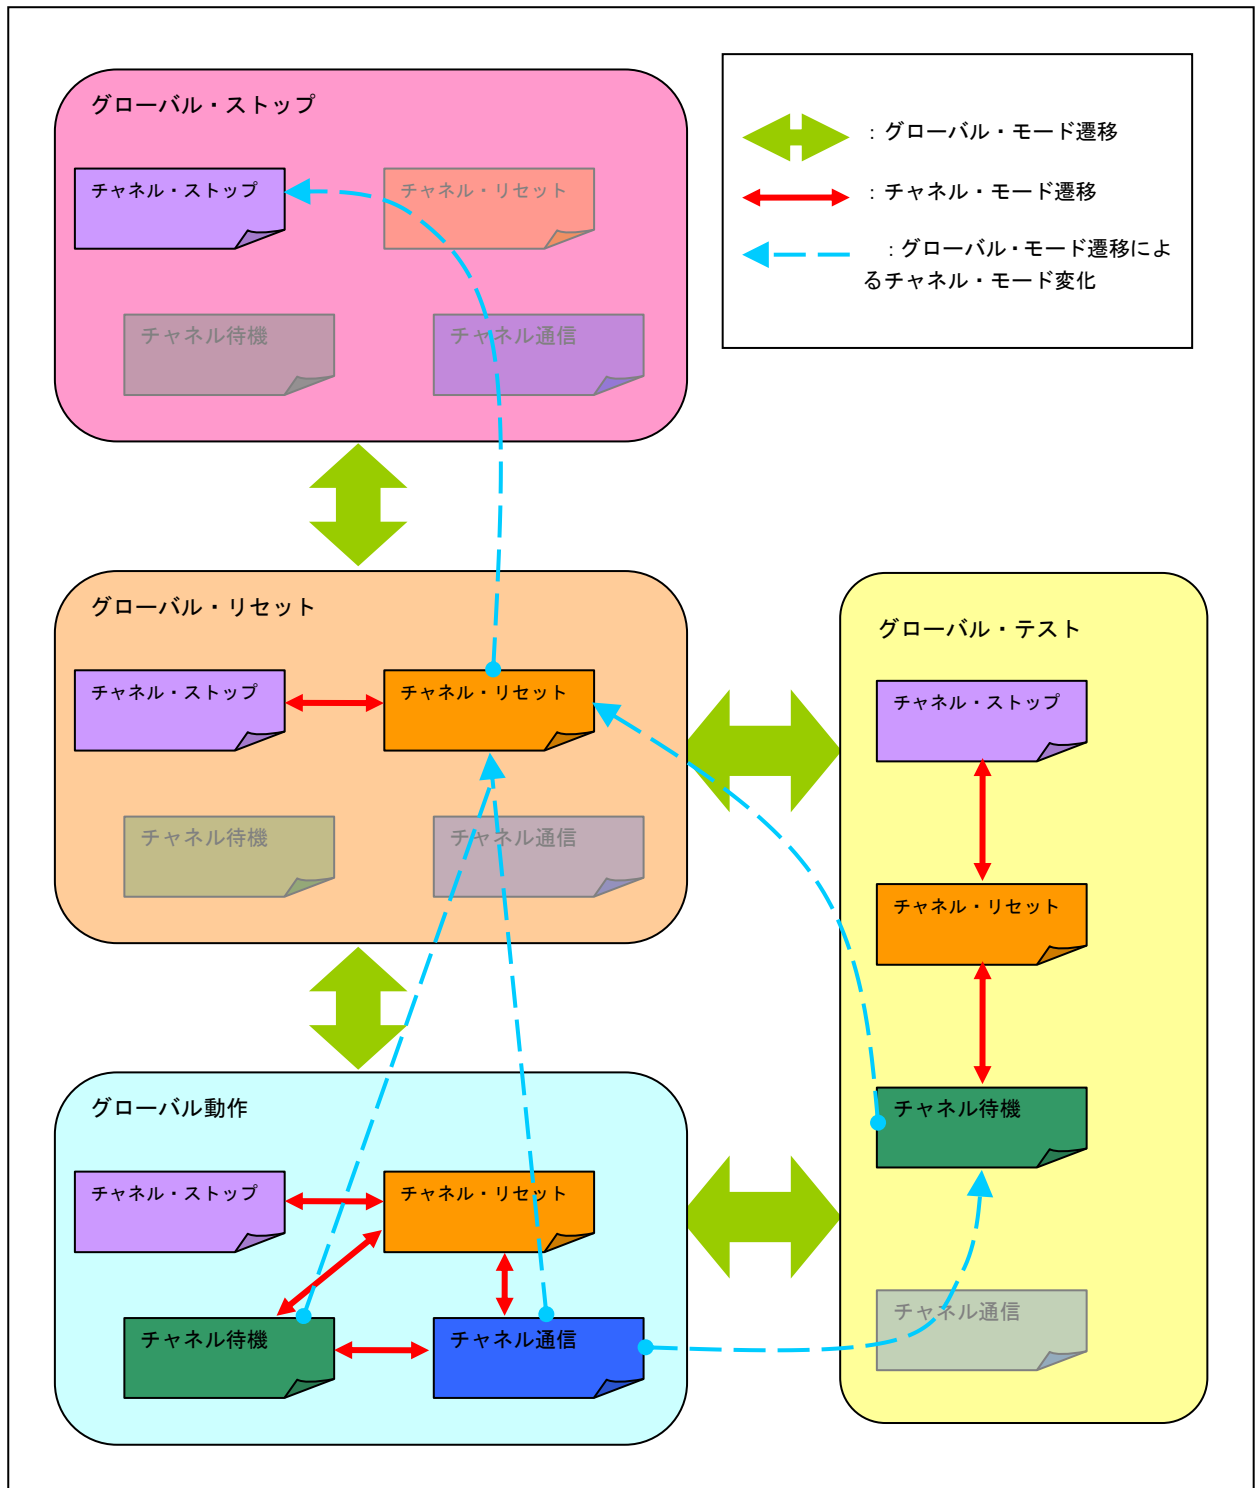 グローバル・ストップ
チャネル・ストップ
チャネル・リセット
チャネル待機
チャネル通信
：グローバル・モード遷移
：チャネル・モード遷移
：グローバル・モード遷移によ
るチャネル・モード変化
グローバル・リセット
チャネル・ストップ
チャネル・リセット
チャネル待機
チャネル通信
グローバル・テスト
チャネル・ストップ
チャネル・リセット
チャネル待機
チャネル通信
グローバル動作
チャネル・ストップ
チャネル・リセット
チャネル待機
チャネル通信